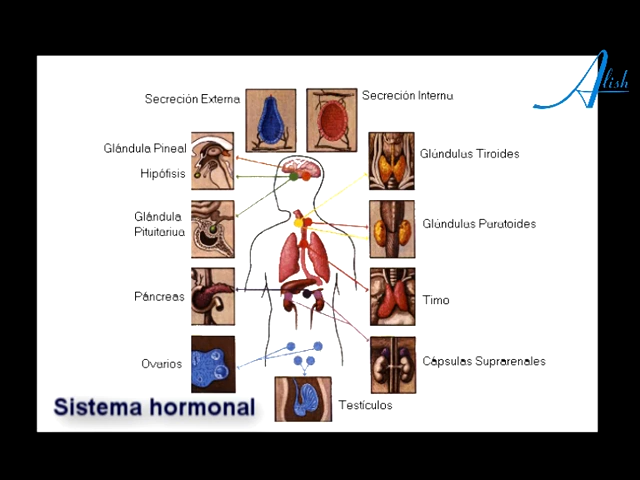 Alish
Secreción Externa
Secreción Interna
Glándula Pineal
Hipófisis
Glándulas Tiroides
Glándula
Pituitaria
Glándulas Paratoides
Páncreas
Timo
Ovarios
Cápsulas Suprarenales
Testículos
Sistema hormonal